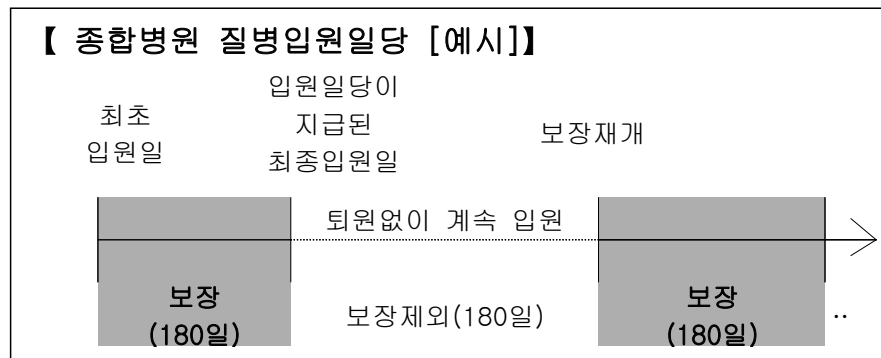 【 종합병원 질병입원일당 [예시]】
최초
입원일
입원일당이
지급된
최종입원일
보장재개
퇴원없이 계속 입원
보장
(180일)
보장제외(180일)
보장
(180일)
..